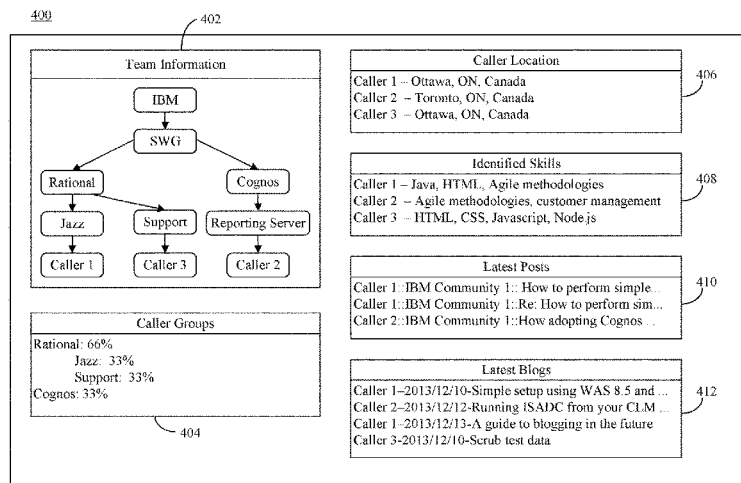 400
402
Team Information
IBM
SWG
Rational
Cognos
Jazz
Support
Reporting Server
Caller 1
Caller 3
Caller 2
Caller Groups
Rational: 66%
Jazz: 33%
Support: 33%
Cognos: 33%
404
Caller Location
Caller 1 – Ottawa, ON, Canada
Caller 2 – Toronto, ON, Canada
Caller 3 – Ottawa, ON, Canada
406
Identified Skills
Caller 1 – Java, HTML, Agile methodologies
Caller 2 – Agile methodologies, customer management
Caller 3 – HTML, CSS, Javascript, Node.js
408
Latest Posts
Caller 1::IBM Community 1:: How to perform simple...
Caller 1::IBM Community 1::Re: How to perform sim...
Caller 2::IBM Community 1::How adopting Cognos ...
410
Latest Blogs
Caller 1–2013/12/10-Simple setup using WAS 8.5 and ...
Caller 2–2013/12/12-Running ISADC from your CLM ...
Caller 1–2013/12/13-A guide to blogging in the future
Caller 3-2013/12/10-Scrub test data
412